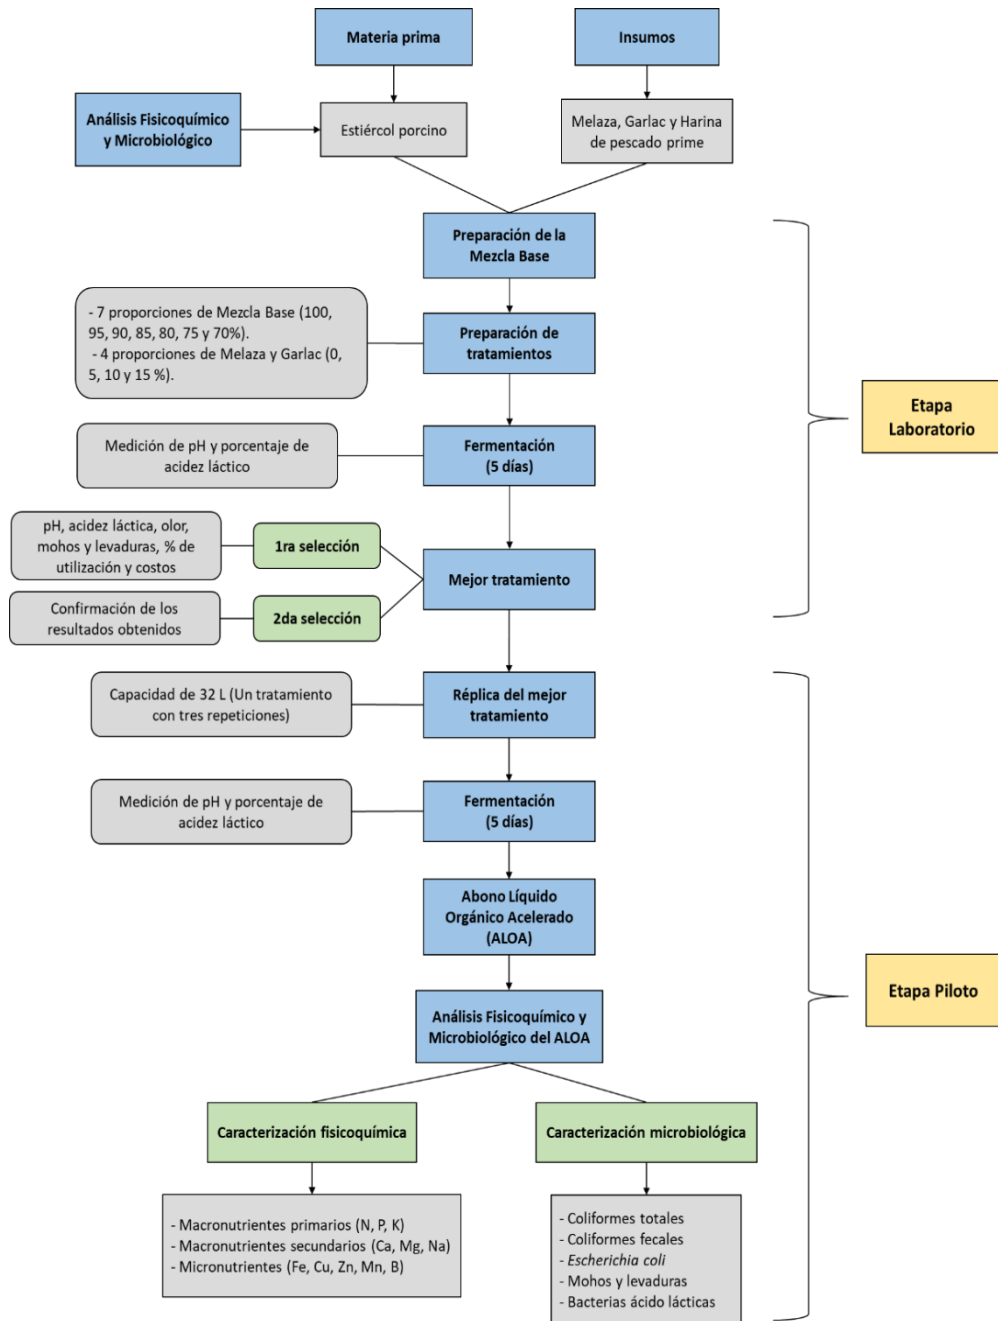 Materia prima
Insumos
Análisis Fisicoquímico
y Microbiológico
Estiércol porcino
Melaza, Garlac y Harina
de pescado prime
Preparación de la
Mezcla Base
- 7 proporciones de Mezcla Base (100,
95, 90, 85, 80, 75 y 70%).
- 4 proporciones de Melaza y Garlac (0,
5, 10 y 15 %).
Preparación de
tratamientos
Etapa
Laboratorio
Medición de pH y porcentaje de
acidez láctico
Fermentación
(5 días)
pH, acidez láctica, olor,
mohos y levaduras, % de
utilización y costos
1ra selección
Mejor tratamiento
Confirmación de los
resultados obtenidos
2da selección
Capacidad de 32 L (Un tratamiento
con tres repeticiones)
Réplica del mejor
tratamiento
Medición de pH y porcentaje de
acidez láctico
Fermentación
(5 días)
Abono Líquido
Orgánico Acelerado
(ALOA)
Etapa Piloto
Análisis Fisicoquímico y
Microbiológico del ALOA
Caracterización fisicoquímica
Caracterización microbiológica
- Macronutrientes primarios (N, P, K)
- Macronutrientes secundarios (Ca, Mg, Na)
- Micronutrientes (Fe, Cu, Zn, Mn, B)
- Coliformes totales
- Coliformes fecales
- Escherichia coli
- Mohos y levaduras
- Bacterias ácido lácticas